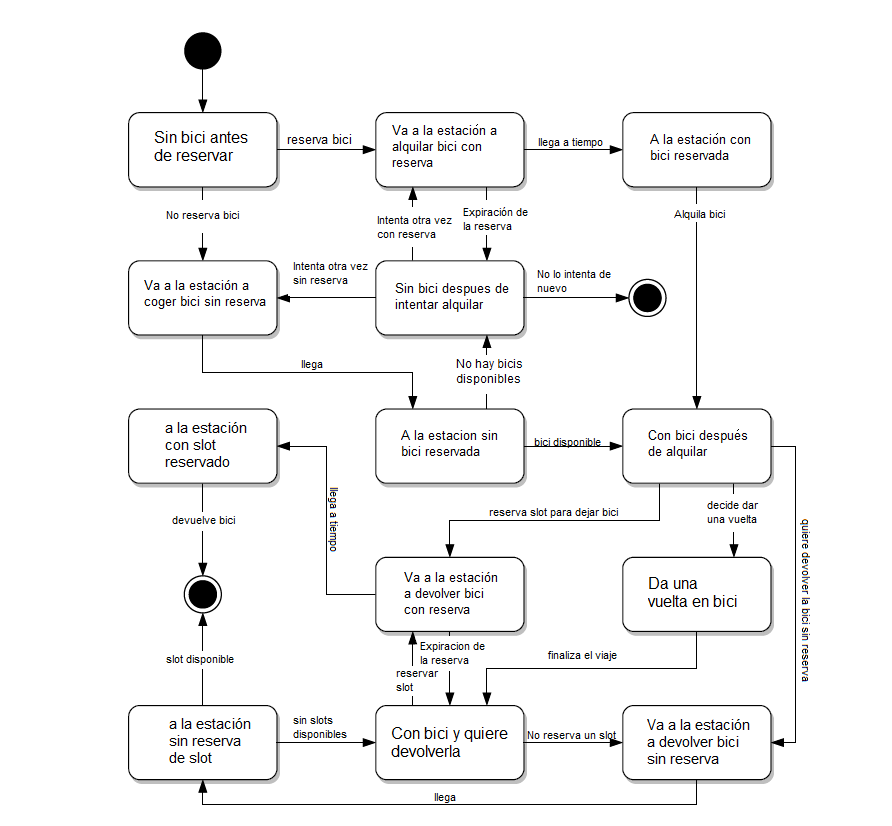 Sin bici antes
de reservar
reserva bici
Va a la estación a
alquilar bici con
reserva
llega a tiempo
A la estación con
bici reservada
No reserva bici
Intenta otra vez
con reserva
Expiración de
la reserva
Alquila bici
Va a la estación a
coger bici sin reserva
Intenta otra vez
sin reserva
Sin bici despues de
intentar alquilar
No lo intenta de
nuevo
llega
No hay bicis
disponibles
a la estación
con slot
reservado
A la estacion sin
bici reservada
bici disponible
Con bici después
de alquilar
devuelve bici
llega a tiempo
reserva slot para dejar bici
decide dar
una vuelta
quiere devolver la bici sin reserva
Va a la estación
a devolver bici
con reserva
Da una
vuelta en bici
slot disponible
Expiracion de
la reserva
reservar
slot
finaliza el viaje
a la estación
sin reserva
de slot
sin slots
disponibles
Con bici y quiere
devolverla
No reserva un slot
Va a la estación
a devolver bici
sin reserva
llega